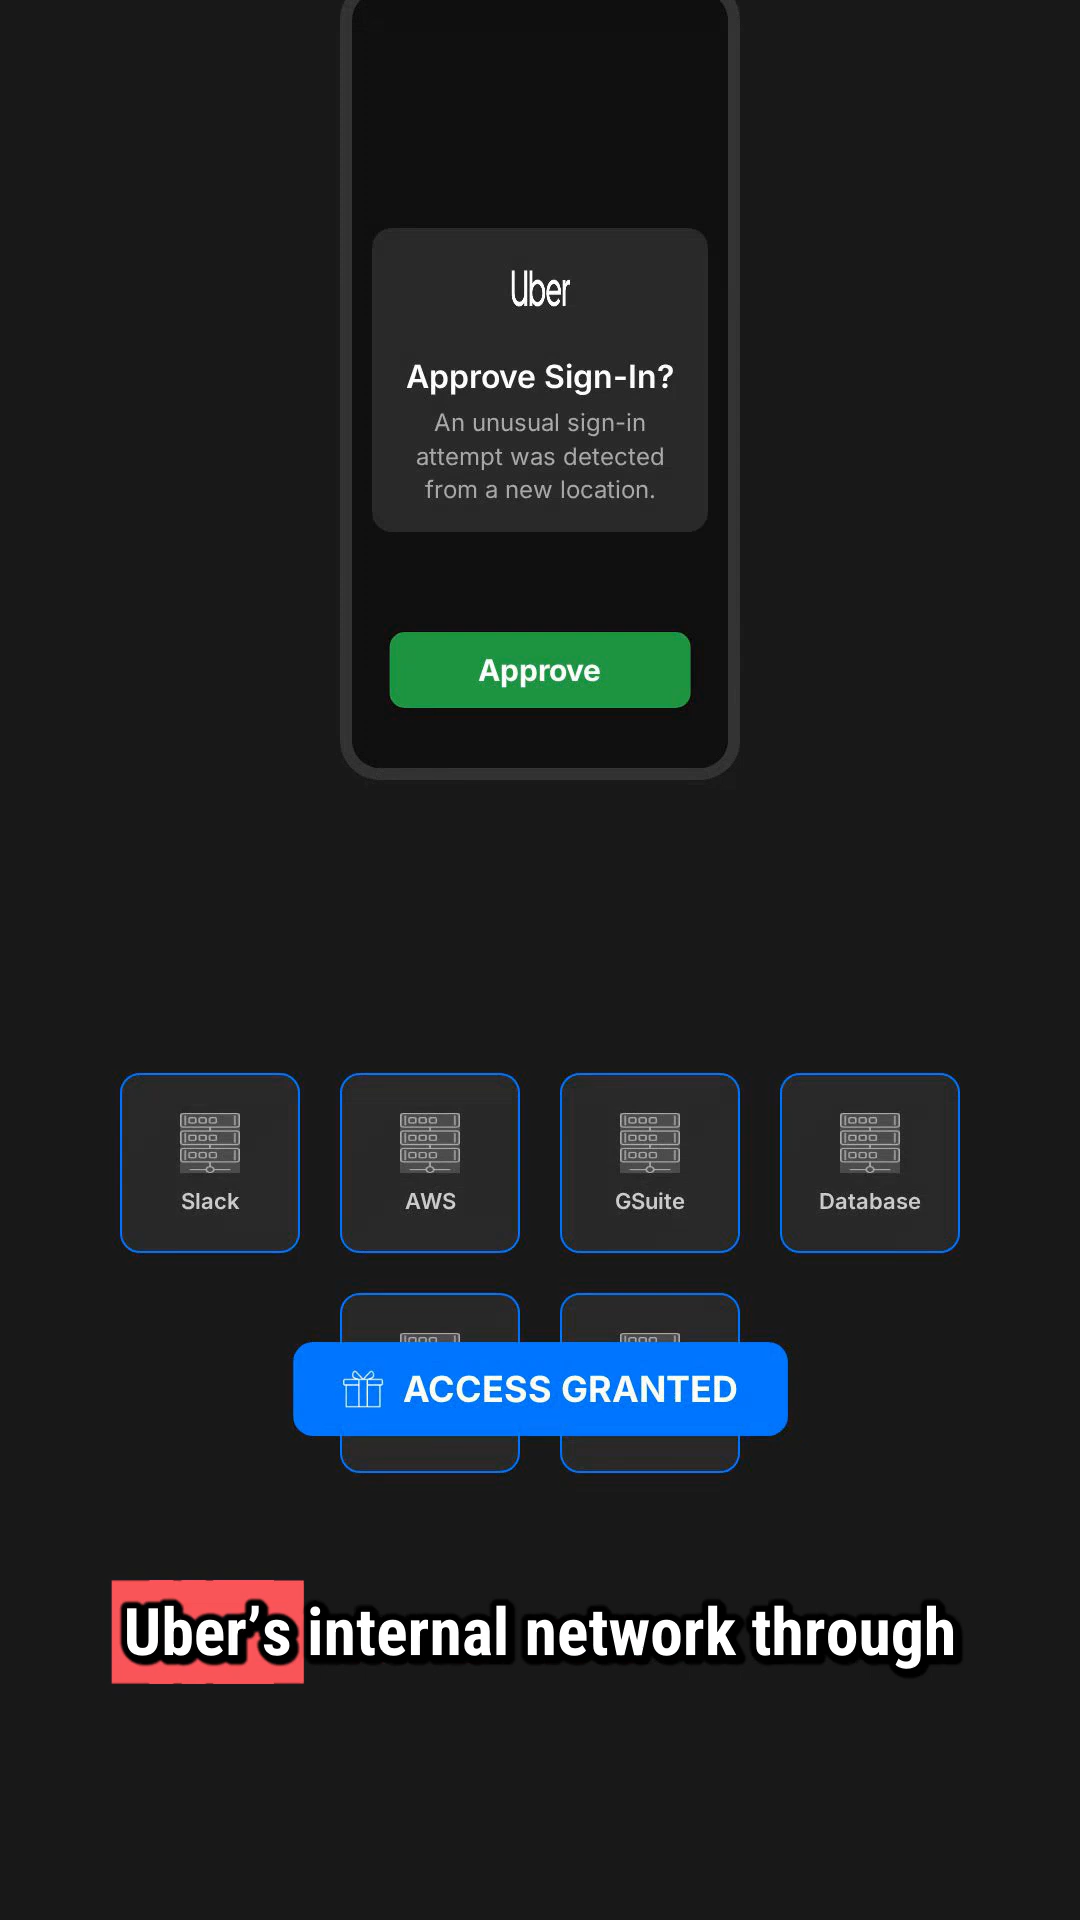 Uber
Approve Sign-In?
An unusual sign-in
attempt was detected
from a new location.
Approve
Slack
AWS
GSuite
Database
ACCESS GRANTED
Uber’s internal network through